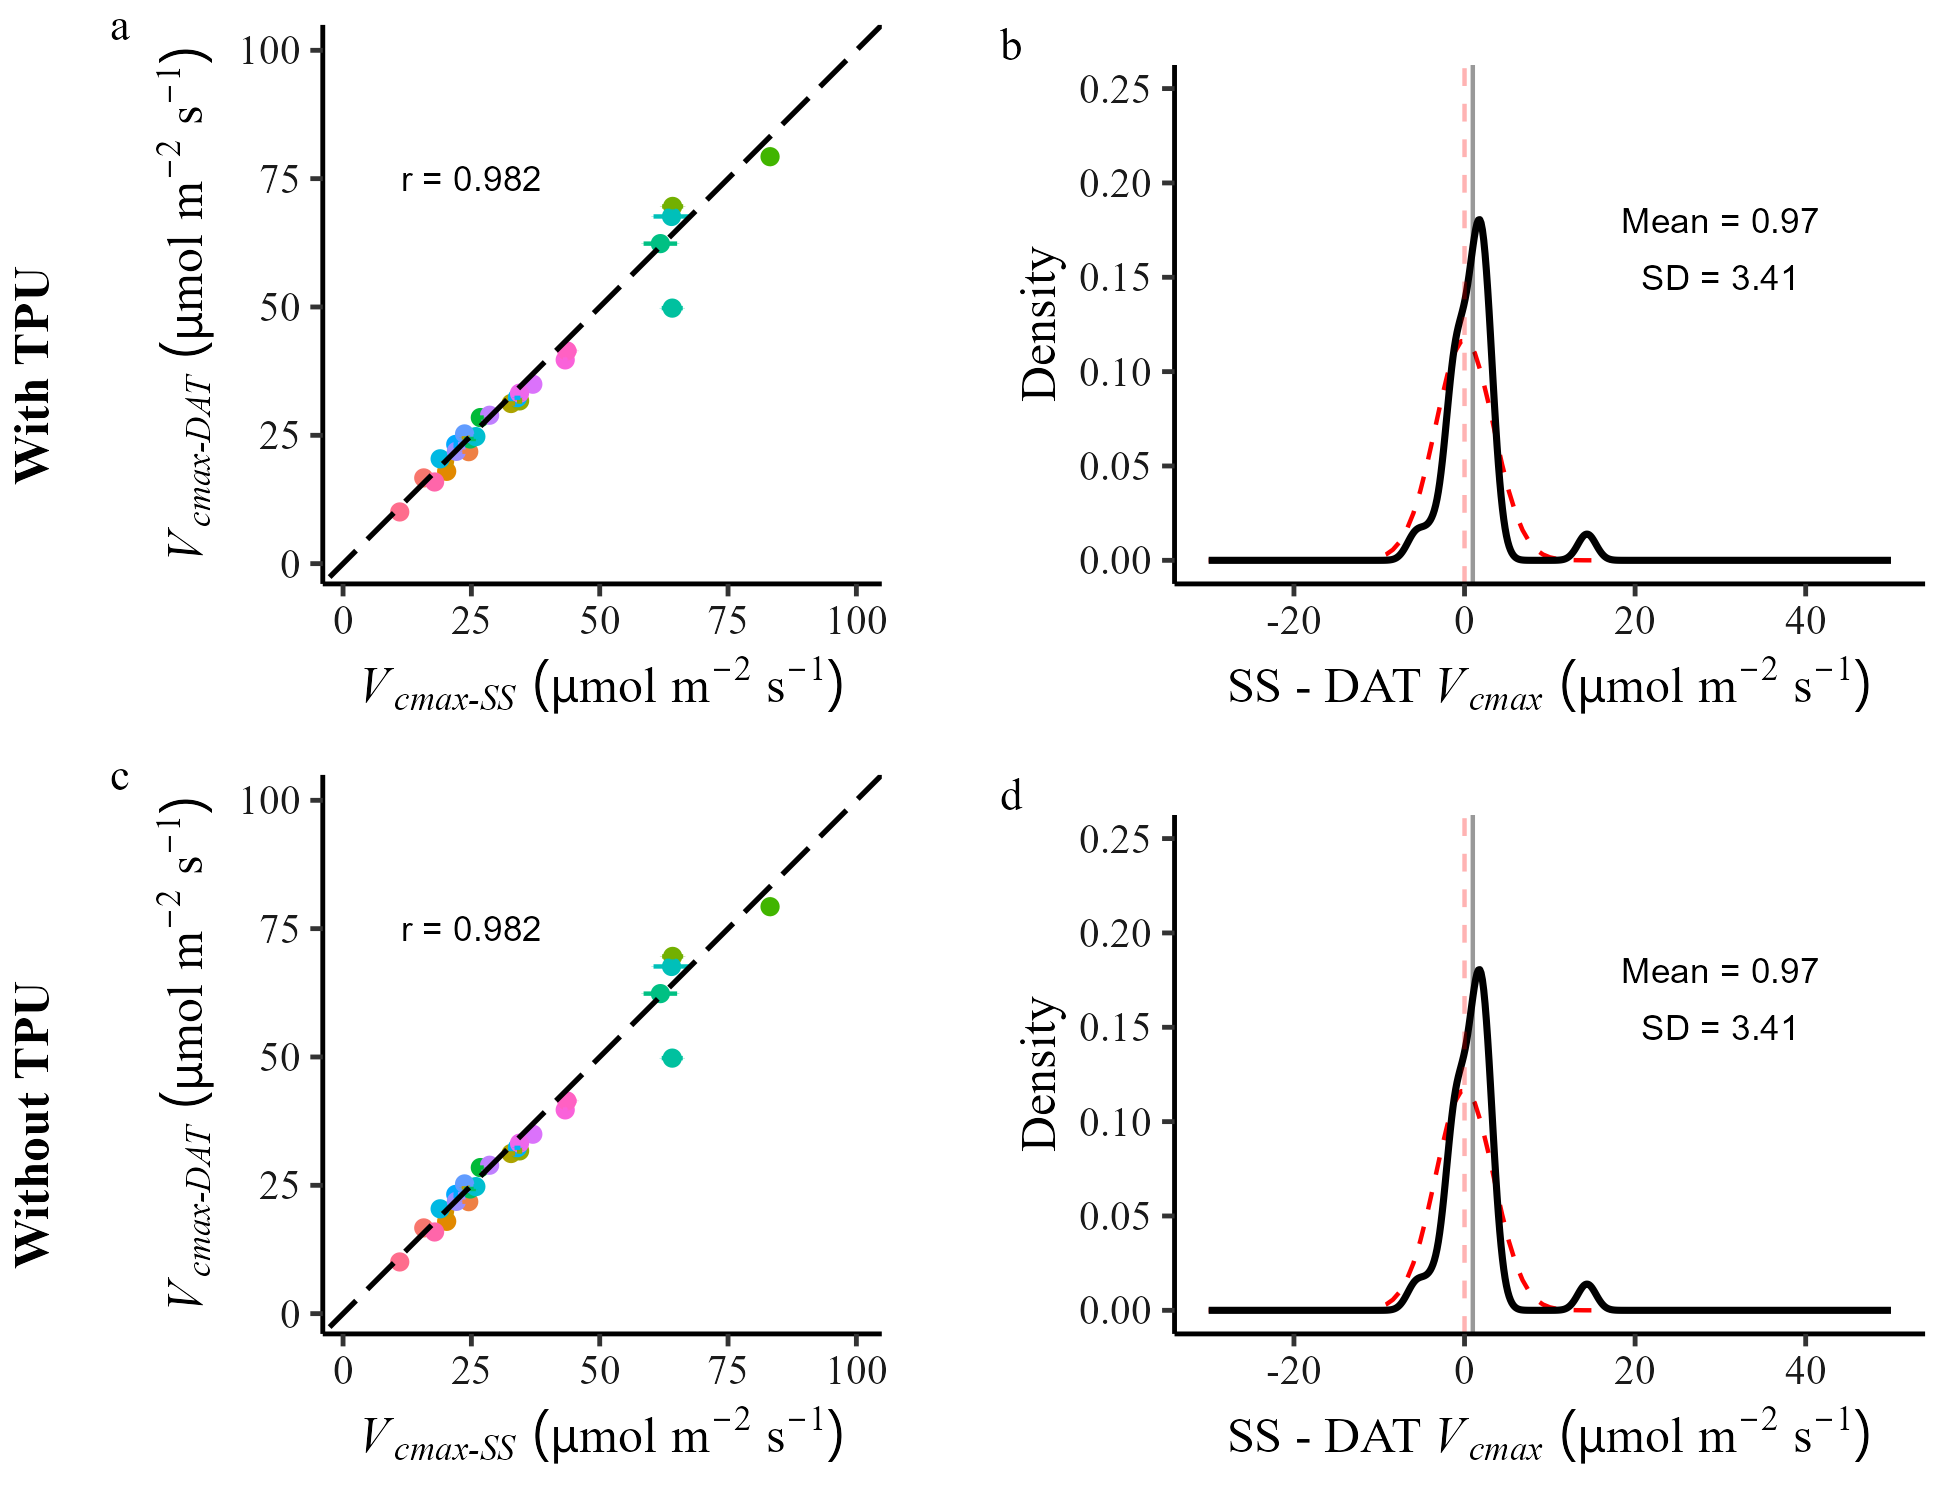 With TPU
a
V cmax-DAT (μmol m−2 s−1)
100
75
50
25
0
r = 0.982
0 25 50 75 100
V cmax-SS (μmol m−2 s−1)
b
Density
0.25
0.20
0.15
0.10
0.05
0.00
Mean = 0.97
SD = 3.41
-20 0 20 40
SS - DAT V cmax (μmol m−2 s−1)
Without TPU
c
V cmax-DAT (μmol m−2 s−1)
100
75
50
25
0
r = 0.982
0 25 50 75 100
V cmax-SS (μmol m−2 s−1)
d
Density
0.25
0.20
0.15
0.10
0.05
0.00
Mean = 0.97
SD = 3.41
-20 0 20 40
SS - DAT V cmax (μmol m−2 s−1)